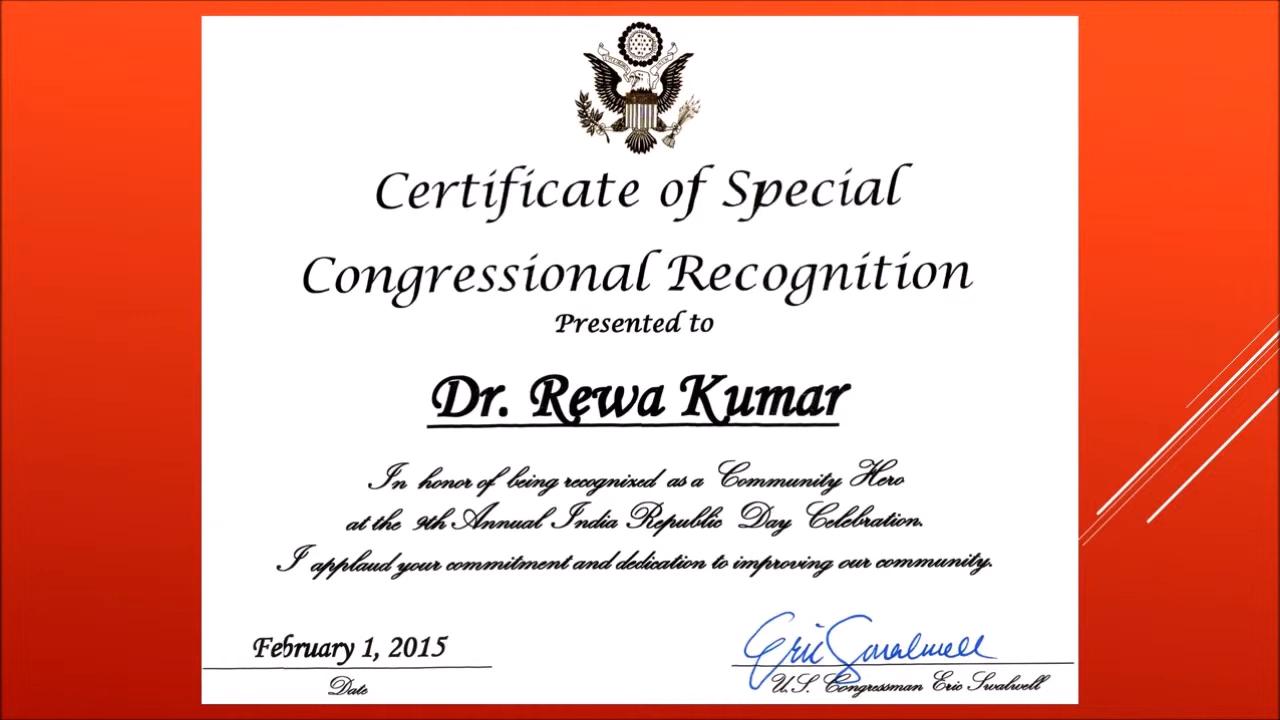 Certificate of Special
Congressional Recognition
Presented to
Dr. Rewa Kumar
In honor of being recognized as a Community Hero
at the 9th Annual India Republic Day Celebration.
I applaud your commitment and dedication to improving our community.
February 1, 2015
Eric Swalwell
Date
U.S. Congressman Eric Swalwell